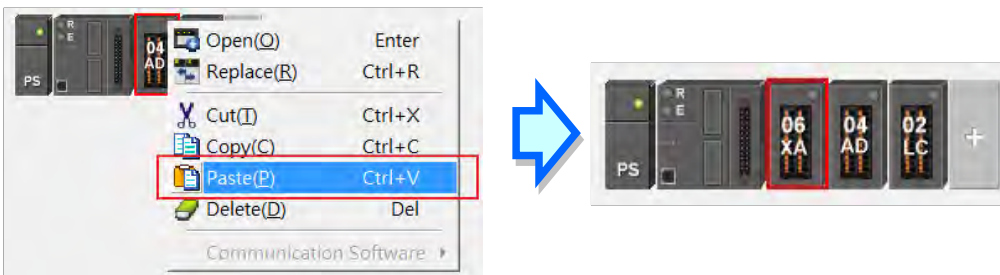 R
E
PS
04
AD
Open(O) Enter
Replace(R) Ctrl+R
Cut(T) Ctrl+X
Copy(C) Ctrl+C
Paste(P) Ctrl+V
Delete(D) Del
Communication Software
R
E
PS
06
XA
04
AD
02
LC
+